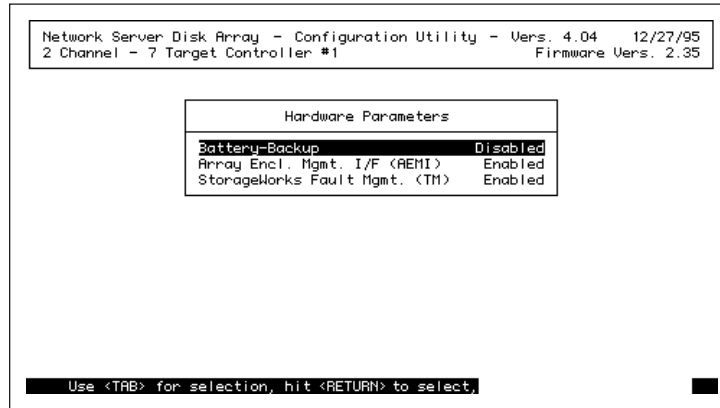 Network Server Disk Array - Configuration Utility - Vers. 4.04 12/27/95
2 Channel - 7 Target Controller #1 Firmware Vers. 2.35
Hardware Parameters
Battery-Backup Disabled
Array Encl. Mgmt. I/F (AEMI) Enabled
StorageWorks Fault Mgmt. (TM) Enabled
Use <TAB> for selection, hit <RETURN> to select,